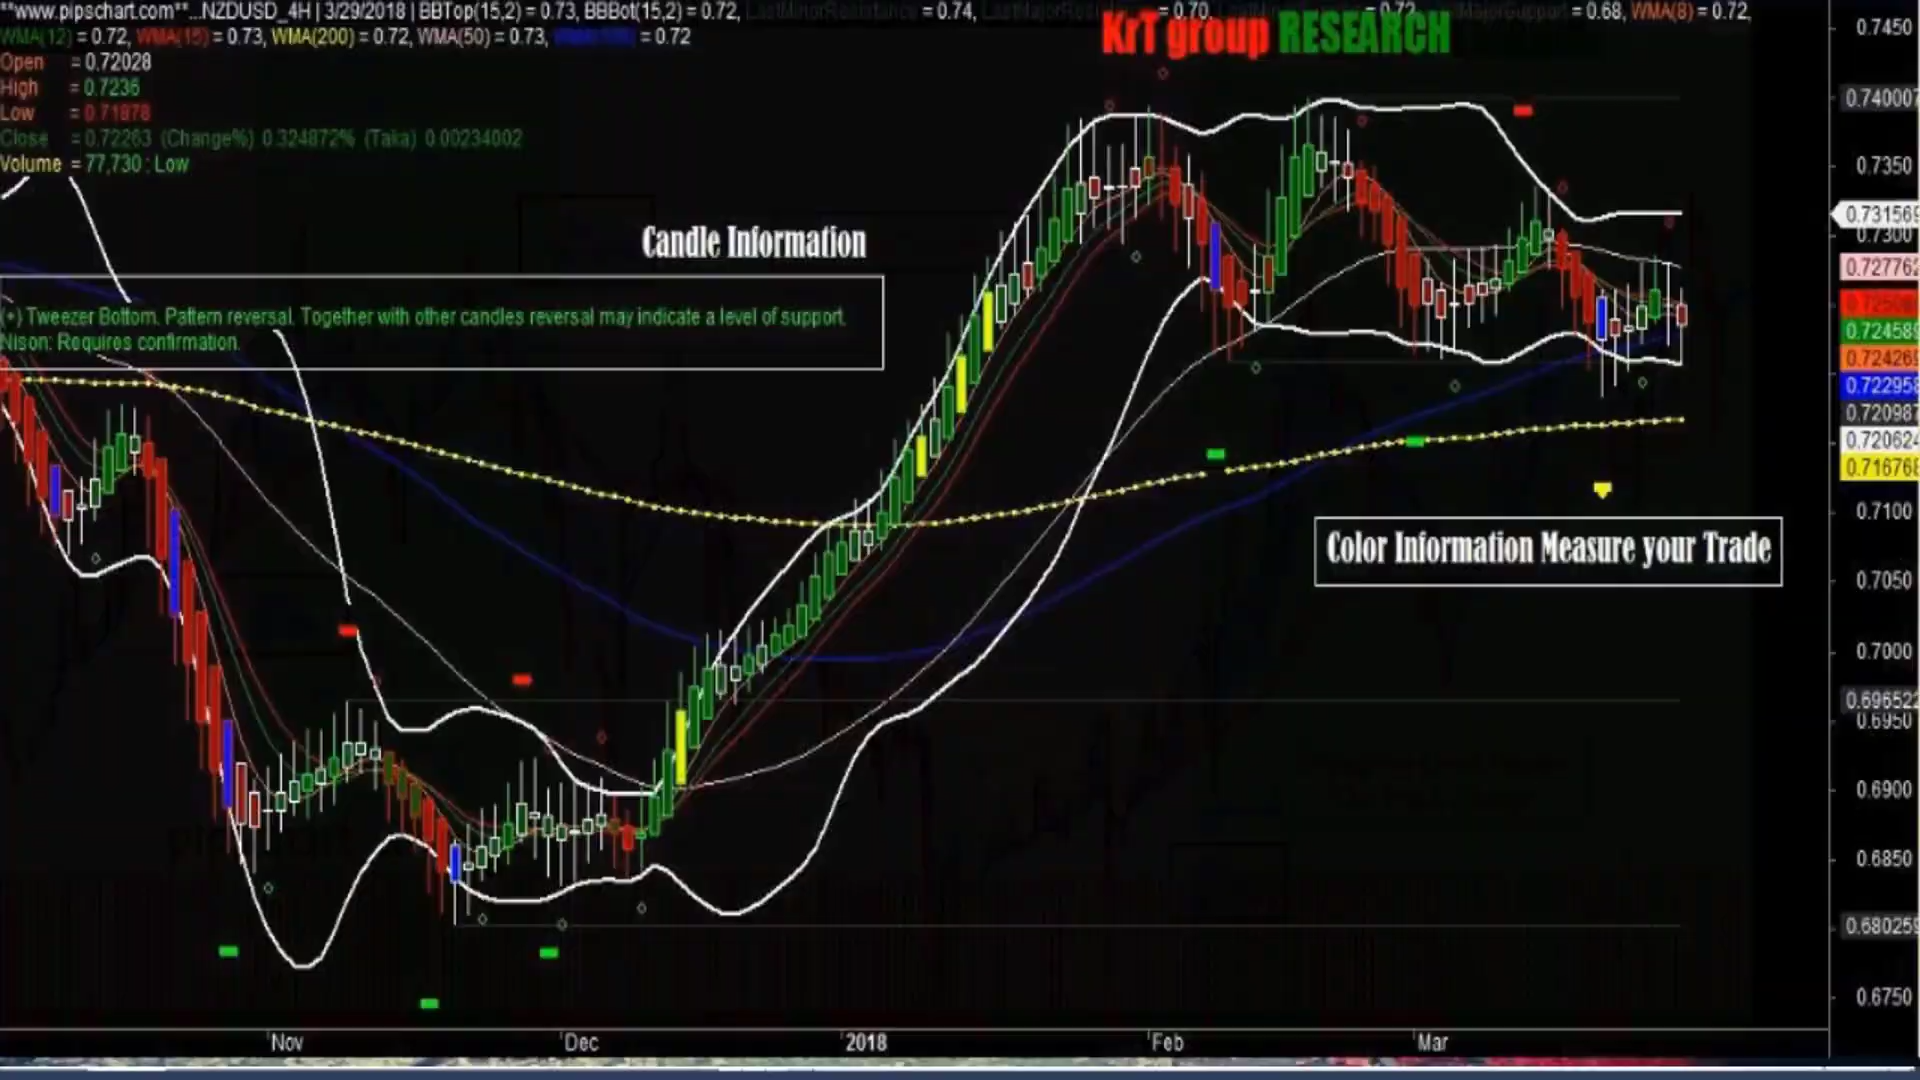 **www.pipschart.com**...NZDUSD_4H | 3/29/2018 | BBTop(15,2) = 0.73, BBBot(15,2) = 0.72, LastMinorResistance = 0.74, = 0.70, = 0.72, MajorSupport = 0.68, WMA(8) = 0.72,
WMA(12) = 0.72, WMA(15) = 0.73, WMA(200) = 0.72, WMA(50) = 0.73, = 0.72
KrT group RESEARCH
Open = 0.72028
High = 0.7236
Low = 0.71878
Close = 0.72263 (Change%) 0.324872% (Taka) 0.00234002
Volume = 77,730 : Low
Candle Information
(+) Tweezer Bottom. Pattern reversal. Together with other candles reversal may indicate a level of support.
Nison: Requires confirmation.
Color Information Measure your Trade
0.7450
0.740007
0.7350
0.731569
0.7300
0.727762
0.724589
0.724269
0.722958
0.720987
0.720624
0.716768
0.7100
0.7050
0.7000
0.696522
0.6950
0.6900
0.6850
0.680259
0.6750
Nov Dec 2018 Feb Mar